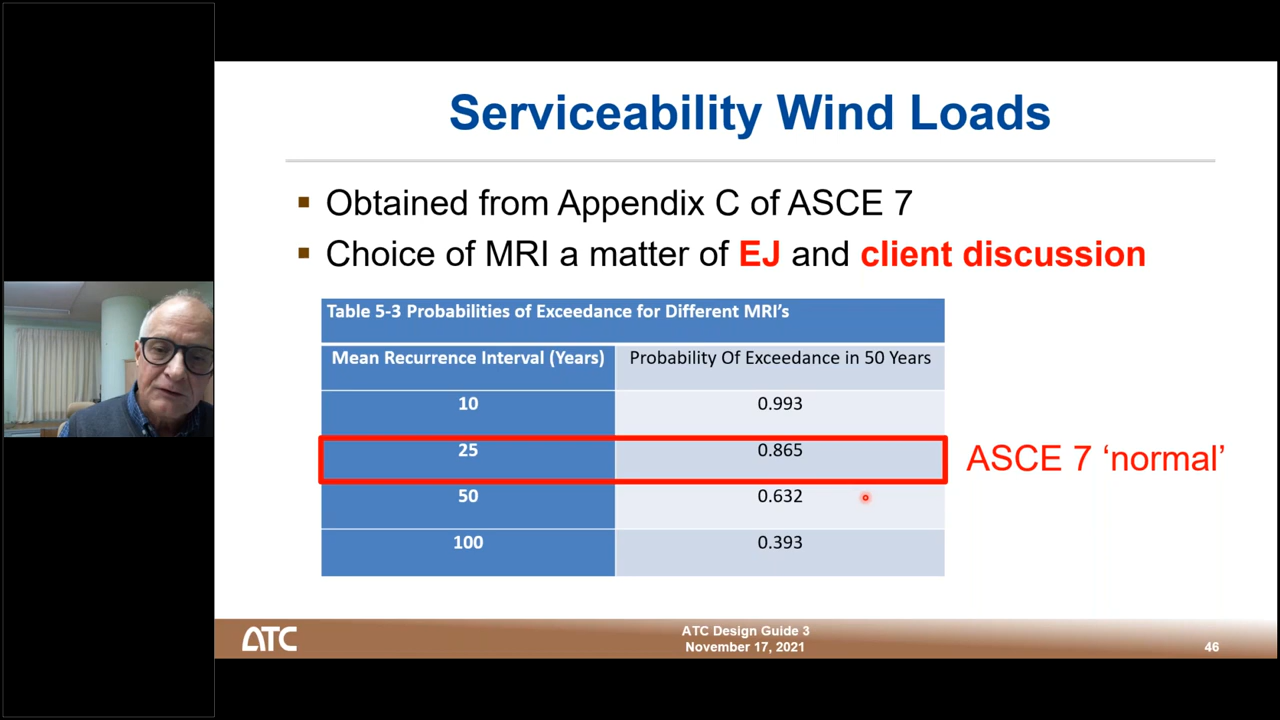 Serviceability Wind Loads
▪ Obtained from Appendix C of ASCE 7
▪ Choice of MRI a matter of EJ and client discussion
Table 5-3 Probabilities of Exceedance for Different MRI's
Mean Recurrence Interval (Years) Probability Of Exceedance in 50 Years
10 0.993
25 0.865
ASCE 7 ‘normal’
50 0.632
100 0.393
ATC
ATC Design Guide 3
November 17, 2021
46